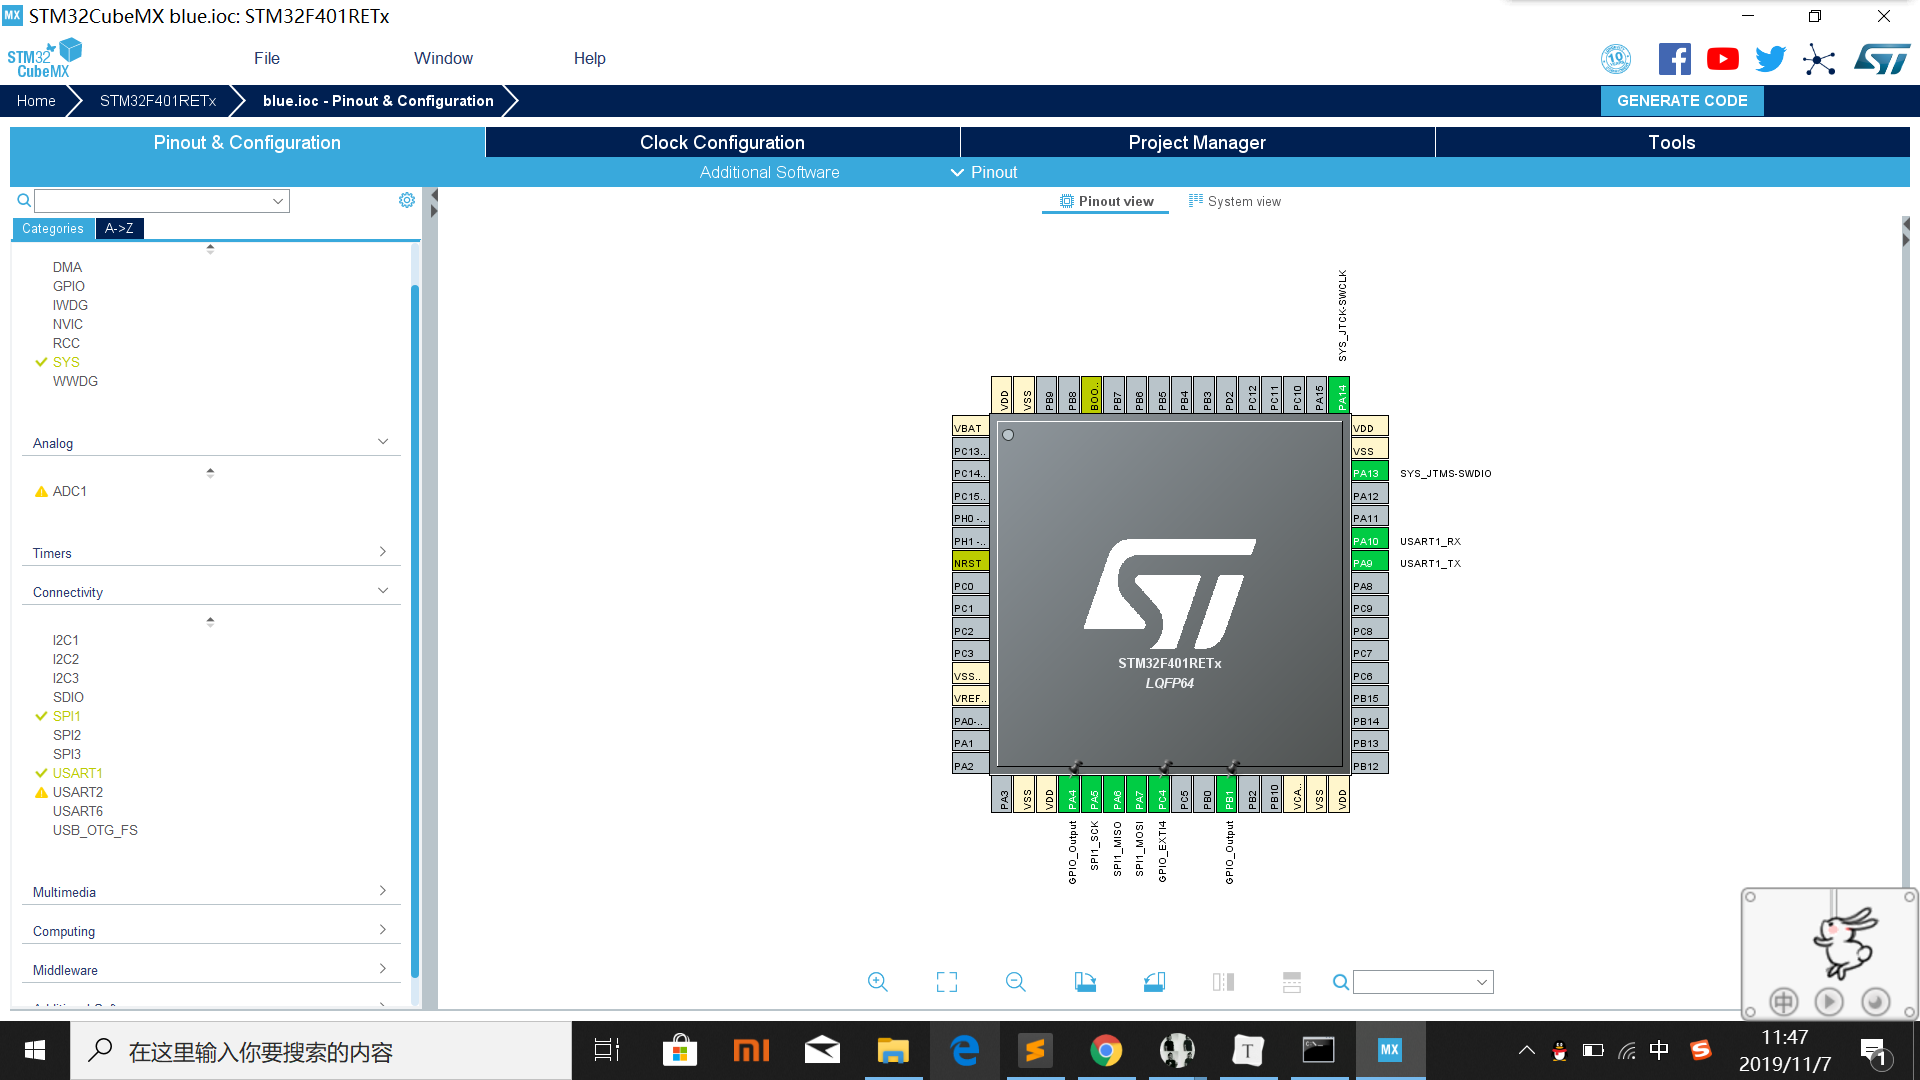 MX STM32CubeMX blue.ioc: STM32F401RETx
STM32
CubeMX
File
Window
Help
10
Home
STM32F401RETx
blue.ioc - Pinout & Configuration
GENERATE CODE
Pinout & Configuration
Clock Configuration
Project Manager
Tools
Additional Software
Pinout
Pinout view
System view
Categories
A->Z
DMA
GPIO
IWDG
NVIC
RCC
SYS
WWDG
Analog
ADC1
Timers
Connectivity
I2C1
I2C2
I2C3
SDIO
SPI1
SPI2
SPI3
USART1
USART2
USART6
USB_OTG_FS
Multimedia
Computing
Middleware
SYS_JTCK-SWCLK
VDD
VSS
PB9
PB8
BOO..
PB7
PB6
PB5
PB4
PB3
PD2
PC12
PC11
PC10
PA15
PA14
VBAT
PC13..
PC14..
PC15..
PH0 -..
PH1 -..
NRST
PC0
PC1
PC2
PC3
VSS..
VREF..
PA0-..
PA1
PA2
STM32F401RETx
LQFP64
VDD
VSS
PA13 SYS_JTMS-SWDIO
PA12
PA11
PA10 USART1_RX
PA9 USART1_TX
PA8
PC9
PC8
PC7
PC6
PB15
PB14
PB13
PB12
PA3
VSS
VDD
PA4
PA5
PA6
PA7
PC4
PC5
PB0
PB1
PB2
PB10
VCA..
VSS
VDD
GPIO_Output
SPI1_SCK
SPI1_MISO
SPI1_MOSI
GPIO_EXTI4
GPIO_Output
中
在这里输入你要搜索的内容
T
MX
中
11:47
2019/11/7
1